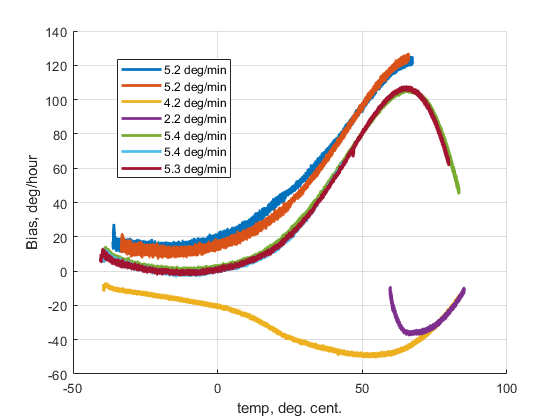 140
120
100
80
60
40
20
0
-20
-40
-60
Bias, deg/hour
5.2 deg/min
5.2 deg/min
4.2 deg/min
2.2 deg/min
5.4 deg/min
5.4 deg/min
5.3 deg/min
-50 0 50 100
temp, deg. cent.